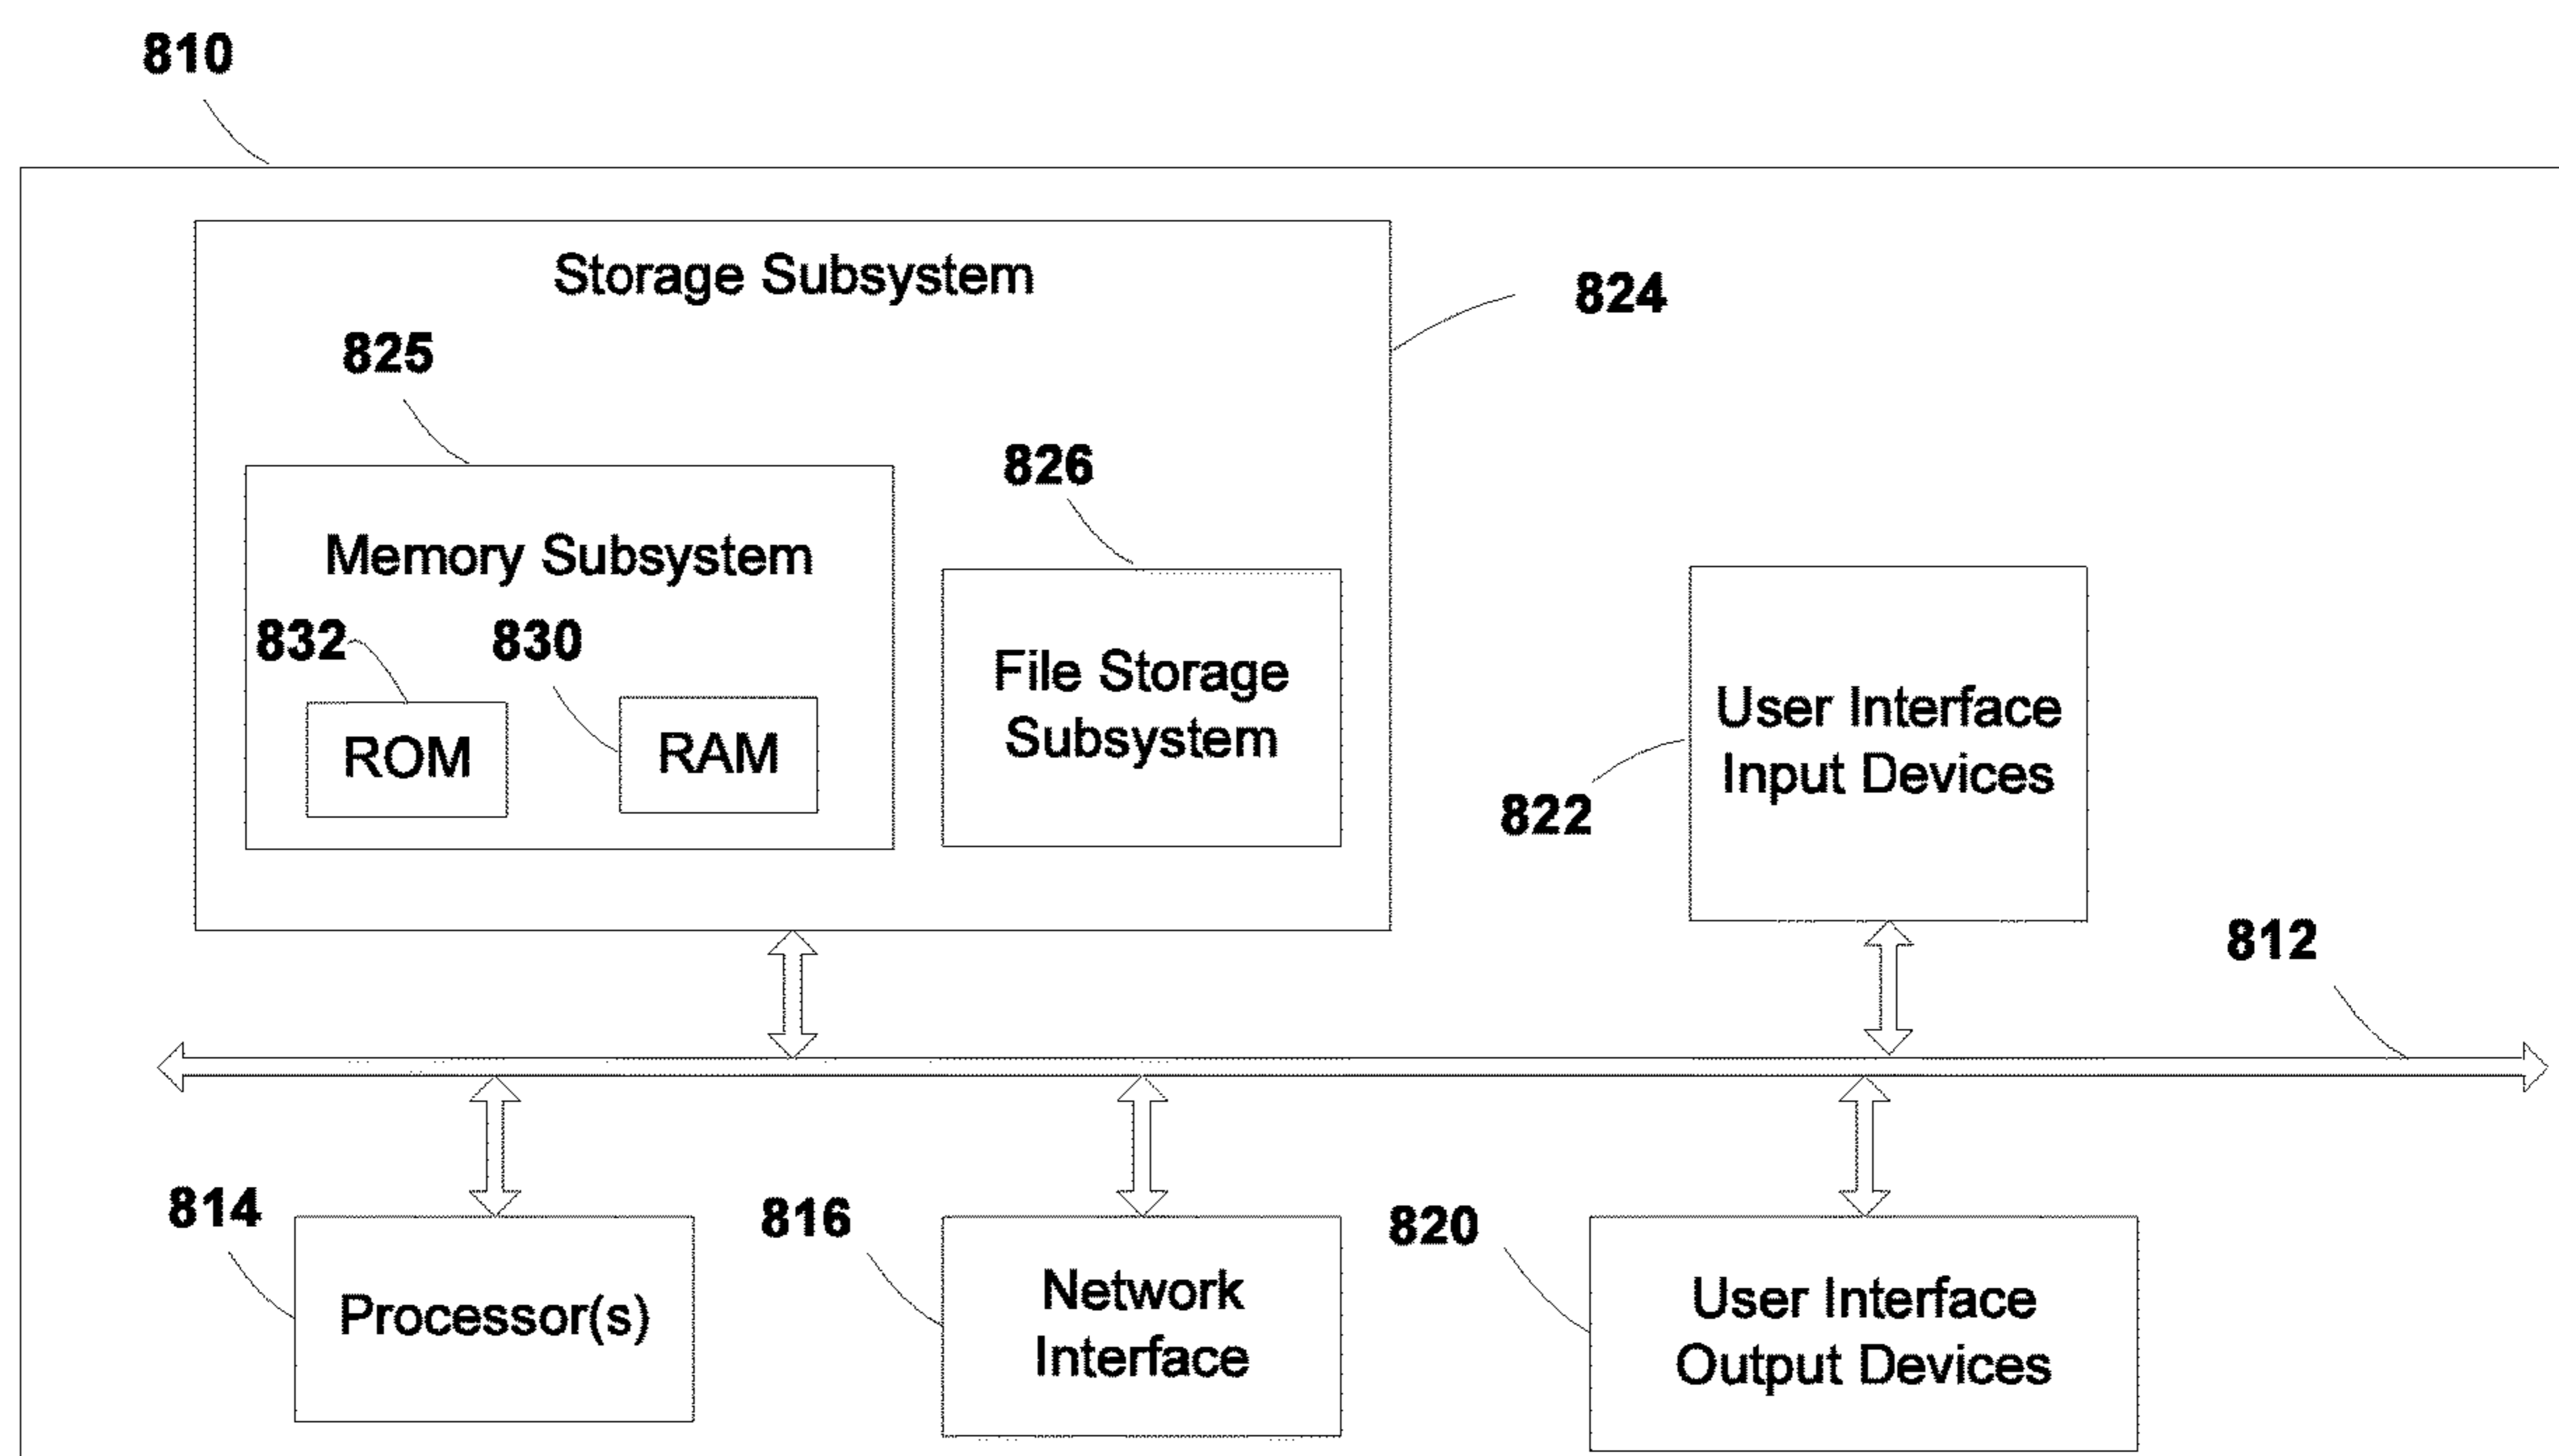 810
Storage Subsystem
824
825
826
Memory Subsystem
832
830
File Storage
Subsystem
ROM
RAM
User Interface
Input Devices
822
812
814
816
820
Processor(s)
Network
Interface
User Interface
Output Devices